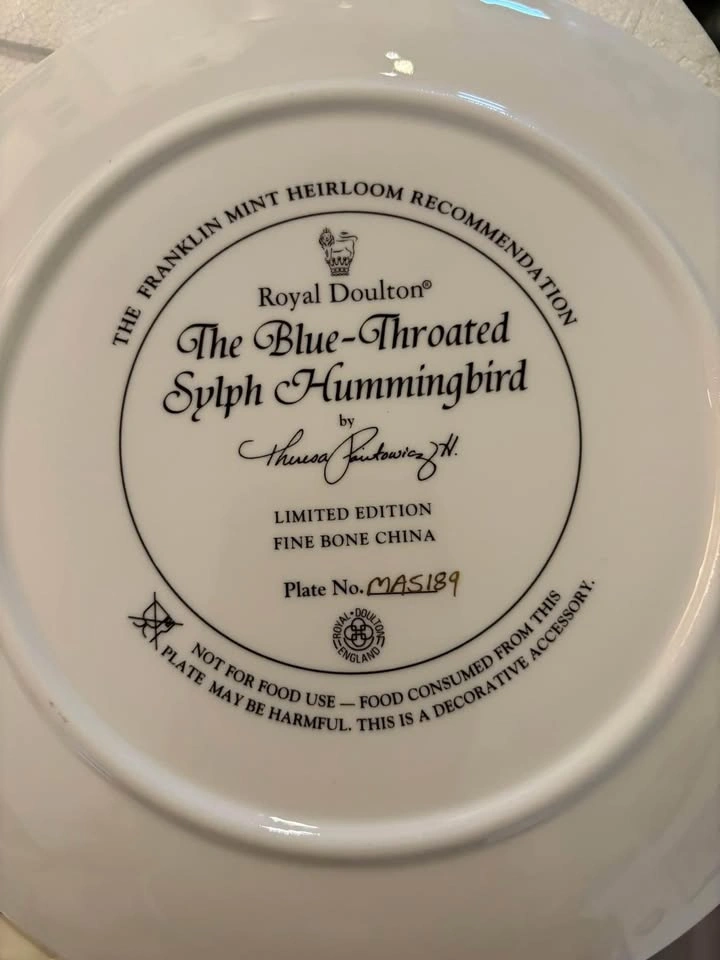 THE FRANKLIN MINT HEIRLOOM RECOMMENDATION
Royal Doulton®
The Blue-Throated
Sylph Hummingbird
by
Theresa Paintowicz H.
LIMITED EDITION
FINE BONE CHINA
Plate No. MA5189
ROYAL • DOULTON
ENGLAND
NOT FOR FOOD USE — FOOD CONSUMED FROM THIS
PLATE MAY BE HARMFUL. THIS IS A DECORATIVE ACCESSORY.